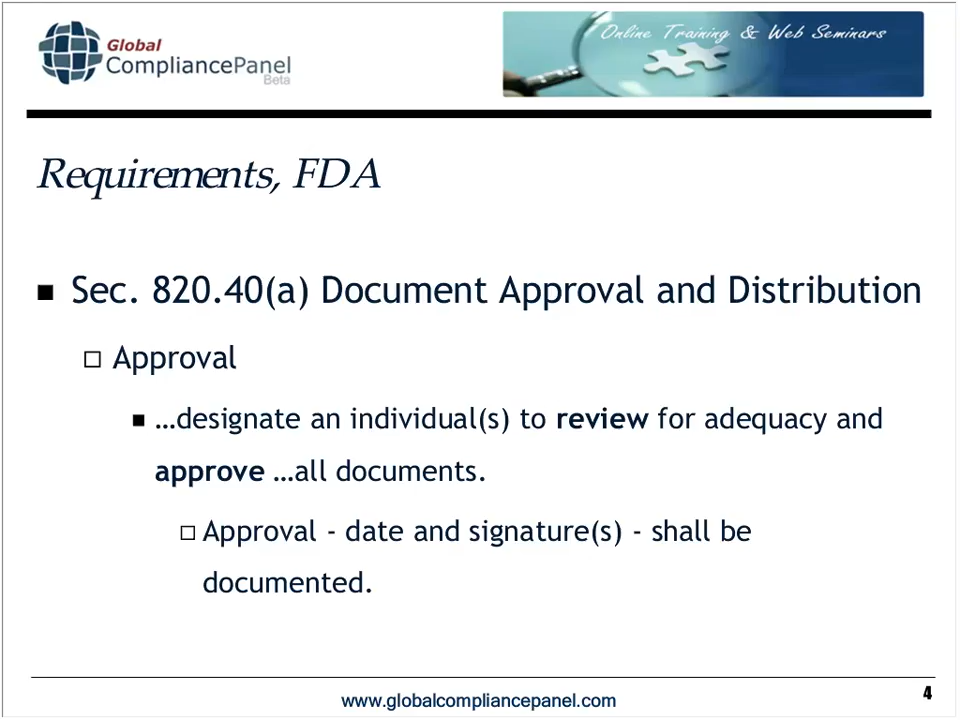 Global
CompliancePanel
Beta
Online Training & Web Seminars
Requirements, FDA
Sec. 820.40(a) Document Approval and Distribution
Approval
…designate an individual(s) to review for adequacy and
approve …all documents.
Approval - date and signature(s) - shall be
documented.
www.globalcompliancepanel.com
4